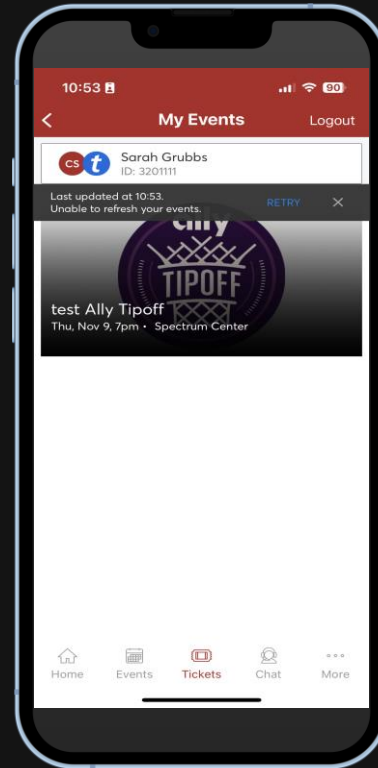 10:53
90
My Events
Logout
CS
t
Sarah Grubbs
ID: 3201111
Last updated at 10:53.
Unable to refresh your events.
RETRY
ally
TIPOFF
test Ally Tipoff
Thu, Nov 9, 7pm • Spectrum Center
Home
Events
Tickets
Chat
More